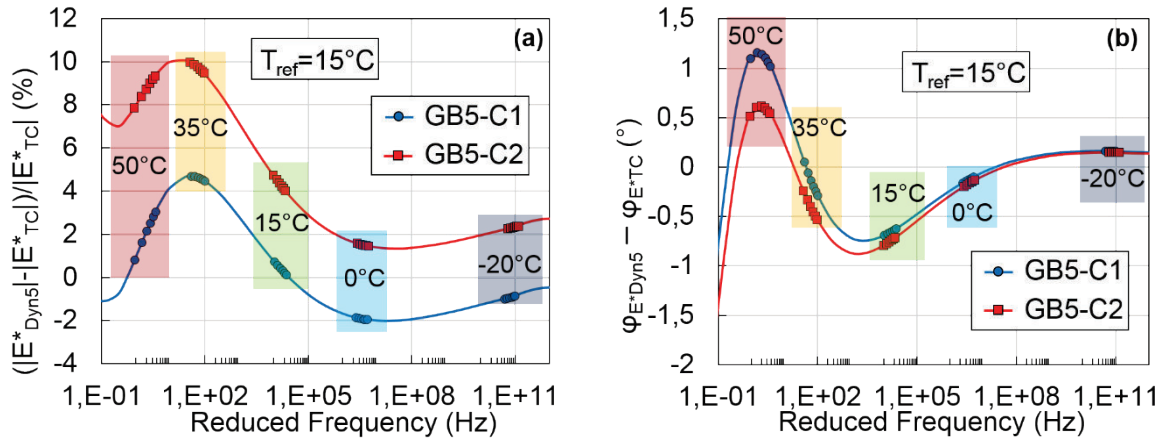 (|E*Dyn5|-|E*TC|)/|E*TC| (%)
12
10
8
6
4
2
0
-2
-4
(a)
Tref=15°C
GB5-C1
GB5-C2
50°C
35°C
15°C
0°C
-20°C
1,E-01
1,E+02
1,E+05
1,E+08
1,E+11
Reduced Frequency (Hz)
φE*Dyn5 – φE*TC (°)
1,5
1
0,5
0
-0,5
-1
-1,5
-2
50°C
(b)
Tref=15°C
35°C
15°C
0°C
-20°C
GB5-C1
GB5-C2
1,E-01
1,E+02
1,E+05
1,E+08
1,E+11
Reduced Frequency (Hz)